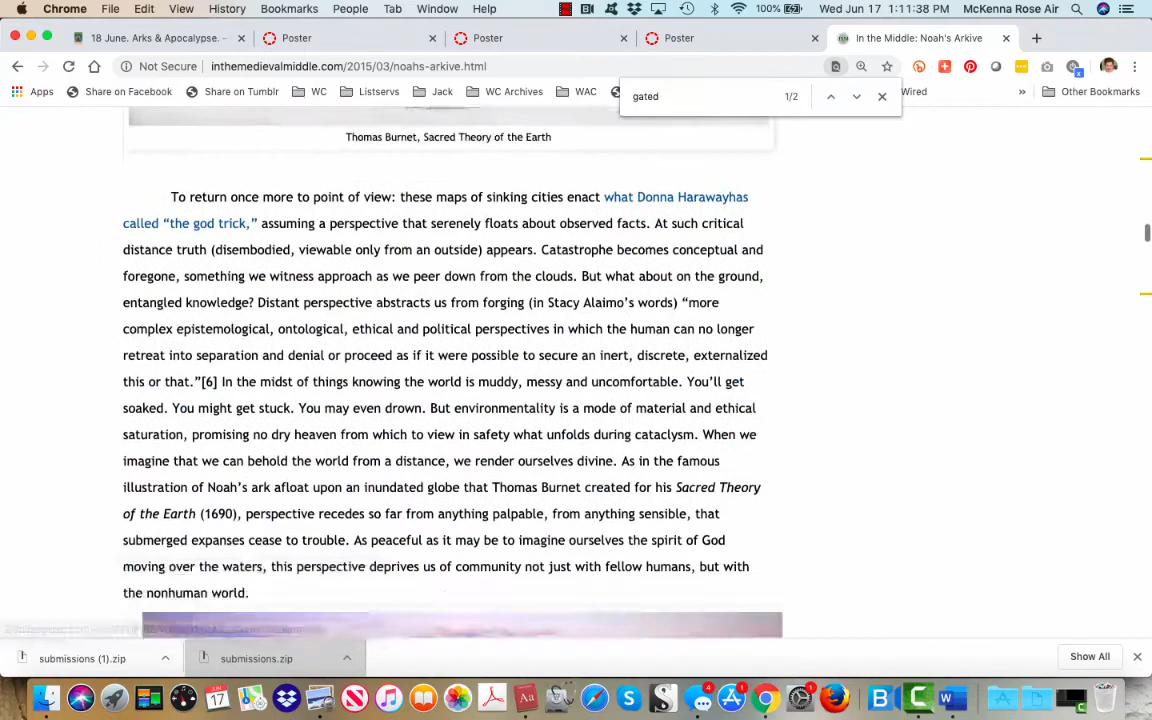 Chrome File Edit View History Bookmarks People Tab Window Help 100% Wed Jun 17 1:11:38 PM McKenna Rose Air
18 June. Arks & Apocalypse. - Poster Poster Poster In the Middle: Noah's Arkive
Not Secure inthemedievalmiddle.com/2015/03/noahs-arkive.html
gated 1/2
Apps Share on Facebook Share on Tumblr WC Listservs Jack WC Archives WAC Wired » Other Bookmarks
Thomas Burnet, Sacred Theory of the Earth
To return once more to point of view: these maps of sinking cities enact what Donna Harawayhas
called “the god trick,” assuming a perspective that serenely floats about observed facts. At such critical
distance truth (disembodied, viewable only from an outside) appears. Catastrophe becomes conceptual and
foregone, something we witness approach as we peer down from the clouds. But what about on the ground,
entangled knowledge? Distant perspective abstracts us from forging (in Stacy Alaimo’s words) “more
complex epistemological, ontological, ethical and political perspectives in which the human can no longer
retreat into separation and denial or proceed as if it were possible to secure an inert, discrete, externalized
this or that.”[6] In the midst of things knowing the world is muddy, messy and uncomfortable. You’ll get
soaked. You might get stuck. You may even drown. But environmentality is a mode of material and ethical
saturation, promising no dry heaven from which to view in safety what unfolds during cataclysm. When we
imagine that we can behold the world from a distance, we render ourselves divine. As in the famous
illustration of Noah’s ark afloat upon an inundated globe that Thomas Burnet created for his Sacred Theory
of the Earth (1690), perspective recedes so far from anything palpable, from anything sensible, that
submerged expanses cease to trouble. As peaceful as it may be to imagine ourselves the spirit of God
moving over the waters, this perspective deprives us of community not just with fellow humans, but with
the nonhuman world.
submissions (1).zip submissions.zip Show All